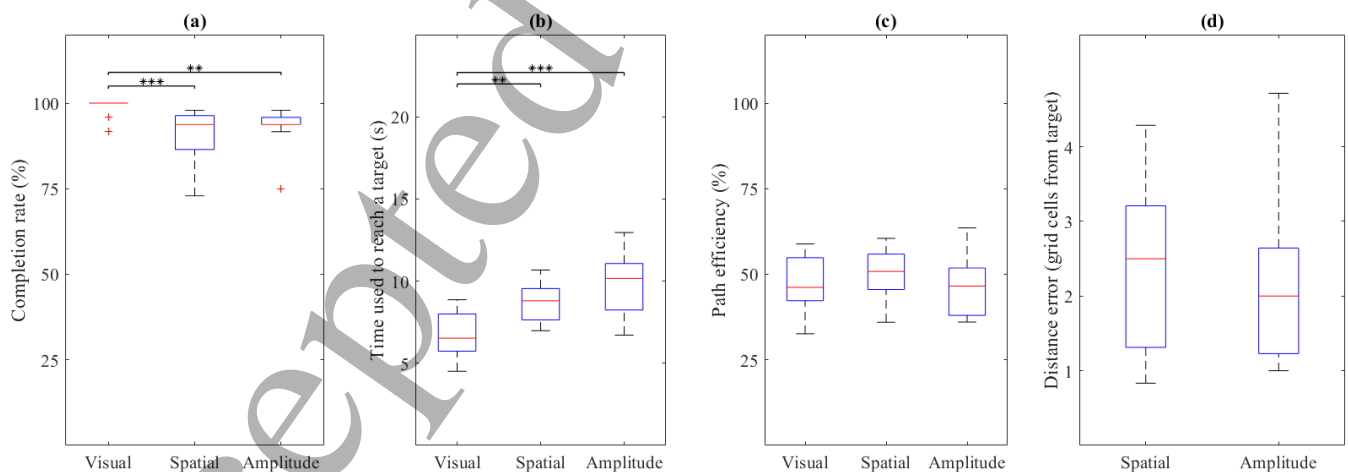 (a)
(b)
(c)
(d)
**
***
***
**
Completion rate (%)
100
75
50
25
Visual Spatial Amplitude
Time used to reach a target (s)
20
15
10
5
Visual Spatial Amplitude
Path efficiency (%)
100
75
50
25
Visual Spatial Amplitude
Distance error (grid cells from target)
4
3
2
1
Spatial Amplitude
cepted